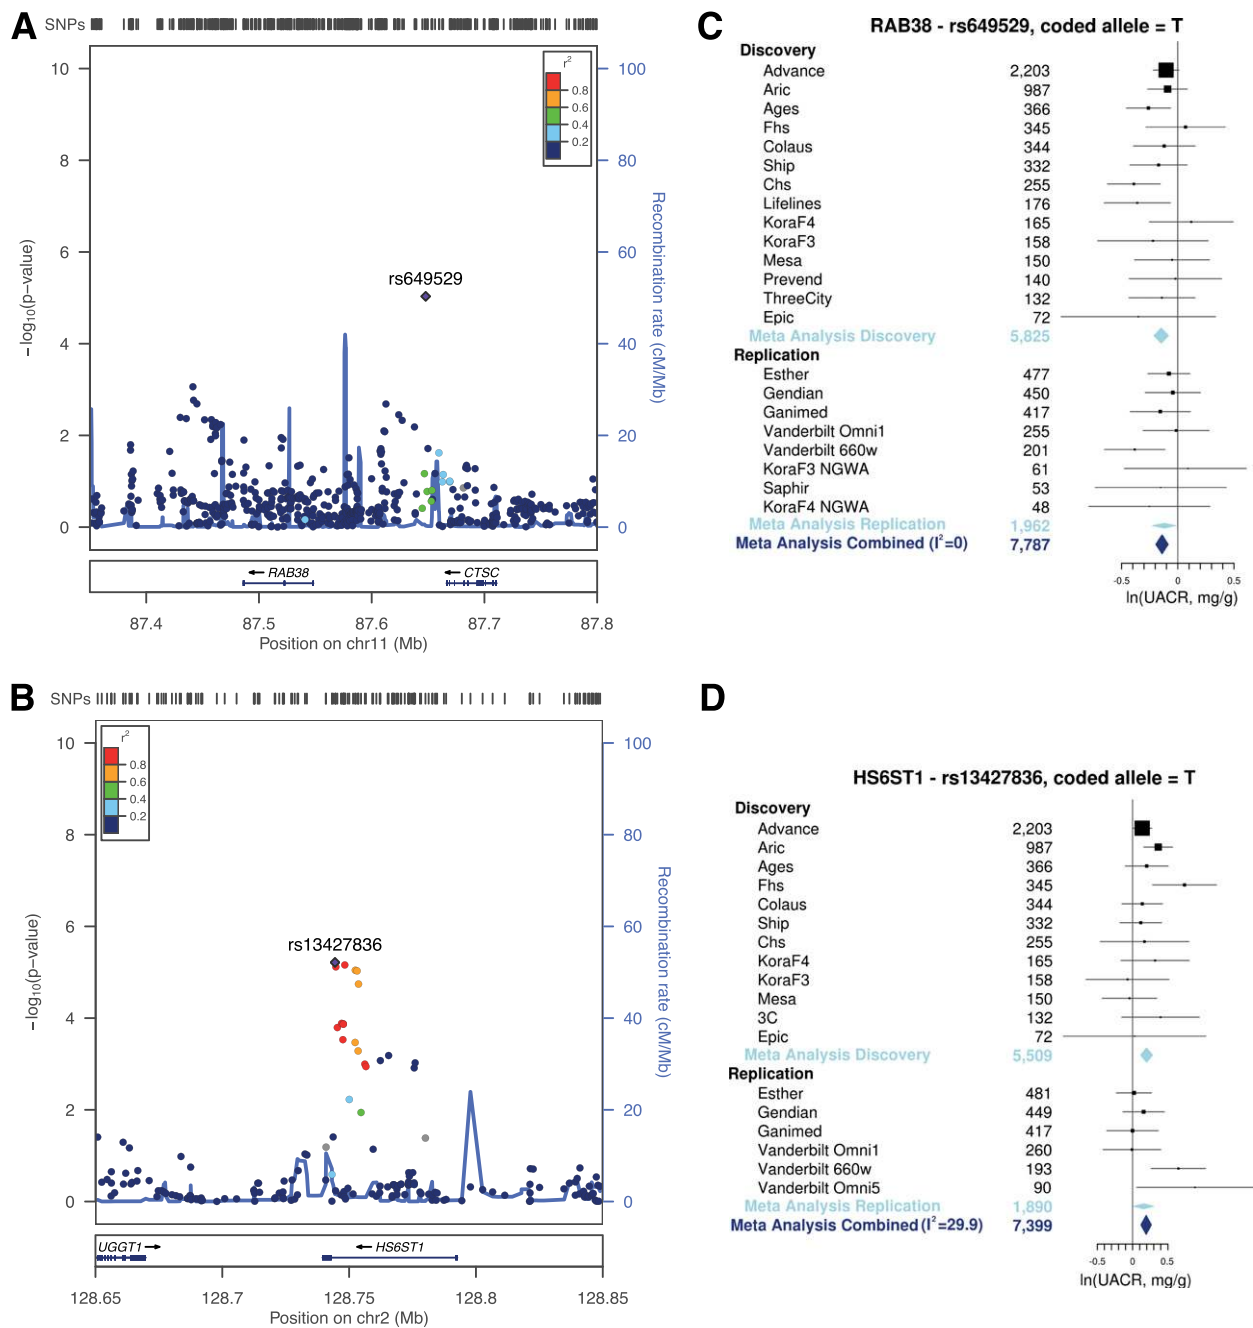 A
SNPs
r²
0.8
0.6
0.4
0.2
10
8
6
4
2
0
−log10(p−value)
100
80
60
40
20
0
Recombination rate (cM/Mb)
rs649529
RAB38
CTSC
87.4 87.5 87.6 87.7 87.8
Position on chr11 (Mb)
B
SNPs
r²
0.8
0.6
0.4
0.2
10
8
6
4
2
0
−log10(p−value)
100
80
60
40
20
0
Recombination rate (cM/Mb)
rs13427836
UGGT1
HS6ST1
128.65 128.7 128.75 128.8 128.85
Position on chr2 (Mb)
C
RAB38 - rs649529, coded allele = T
Discovery
Advance 2,203
Aric 987
Ages 366
Fhs 345
Colaus 344
Ship 332
Chs 255
Lifelines 176
KoraF4 165
KoraF3 158
Mesa 150
Prevend 140
ThreeCity 132
Epic 72
Meta Analysis Discovery 5,825
Replication
Esther 477
Gendian 450
Ganimed 417
Vanderbilt Omni1 255
Vanderbilt 660w 201
KoraF3 NGWA 61
Saphir 53
KoraF4 NGWA 48
Meta Analysis Replication 1,962
Meta Analysis Combined (I²=0) 7,787
-0.5 0 0.5
ln(UACR, mg/g)
D
HS6ST1 - rs13427836, coded allele = T
Discovery
Advance 2,203
Aric 987
Ages 366
Fhs 345
Colaus 344
Ship 332
Chs 255
KoraF4 165
KoraF3 158
Mesa 150
3C 132
Epic 72
Meta Analysis Discovery 5,509
Replication
Esther 481
Gendian 449
Ganimed 417
Vanderbilt Omni1 260
Vanderbilt 660w 193
Vanderbilt Omni5 90
Meta Analysis Replication 1,890
Meta Analysis Combined (I²=29.9) 7,399
-0.5 0 0.5
ln(UACR, mg/g)